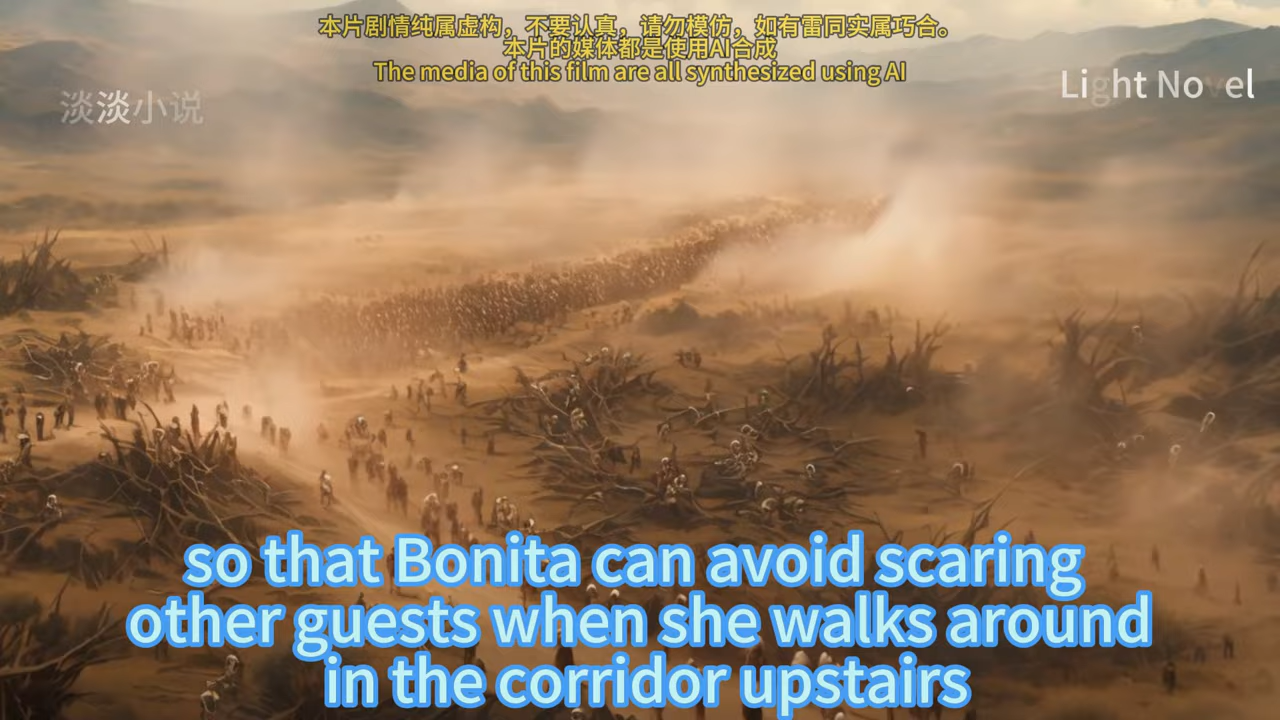 本片剧情纯属虚构，不要认真，请勿模仿，如有雷同实属巧合。
本片的媒体都是使用AI合成
The media of this film are all synthesized using AI
淡淡小说
Light Novel
so that Bonita can avoid scaring
other guests when she walks around
in the corridor upstairs